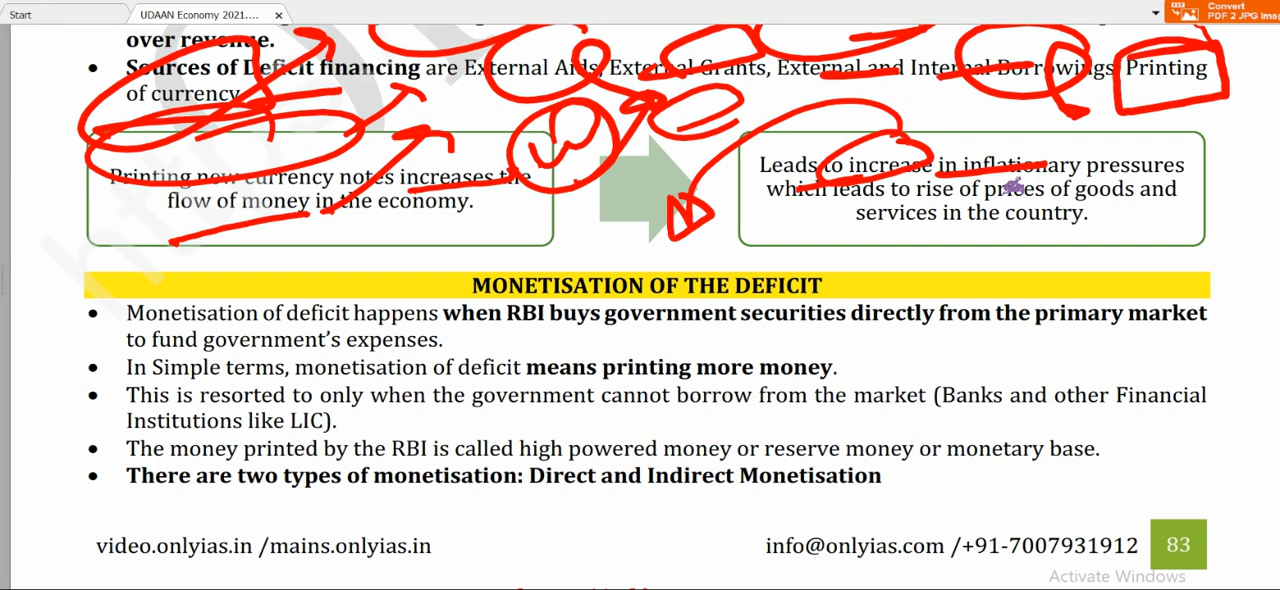 Start
UDAAN Economy 2021....
Convert
PDF 2 JPG Imag
over revenue.
• Sources of Deficit financing are External Aids, External Grants, External and Internal Borrowings, Printing
of currency
Printing new currency notes increases the
flow of money in the economy.
Leads to increase in inflationary pressures
which leads to rise of prices of goods and
services in the country.
MONETISATION OF THE DEFICIT
• Monetisation of deficit happens when RBI buys government securities directly from the primary market
to fund government’s expenses.
• In Simple terms, monetisation of deficit means printing more money.
• This is resorted to only when the government cannot borrow from the market (Banks and other Financial
Institutions like LIC).
• The money printed by the RBI is called high powered money or reserve money or monetary base.
• There are two types of monetisation: Direct and Indirect Monetisation
video.onlyias.in /mains.onlyias.in
info@onlyias.com /+91-7007931912
83
Activate Windows